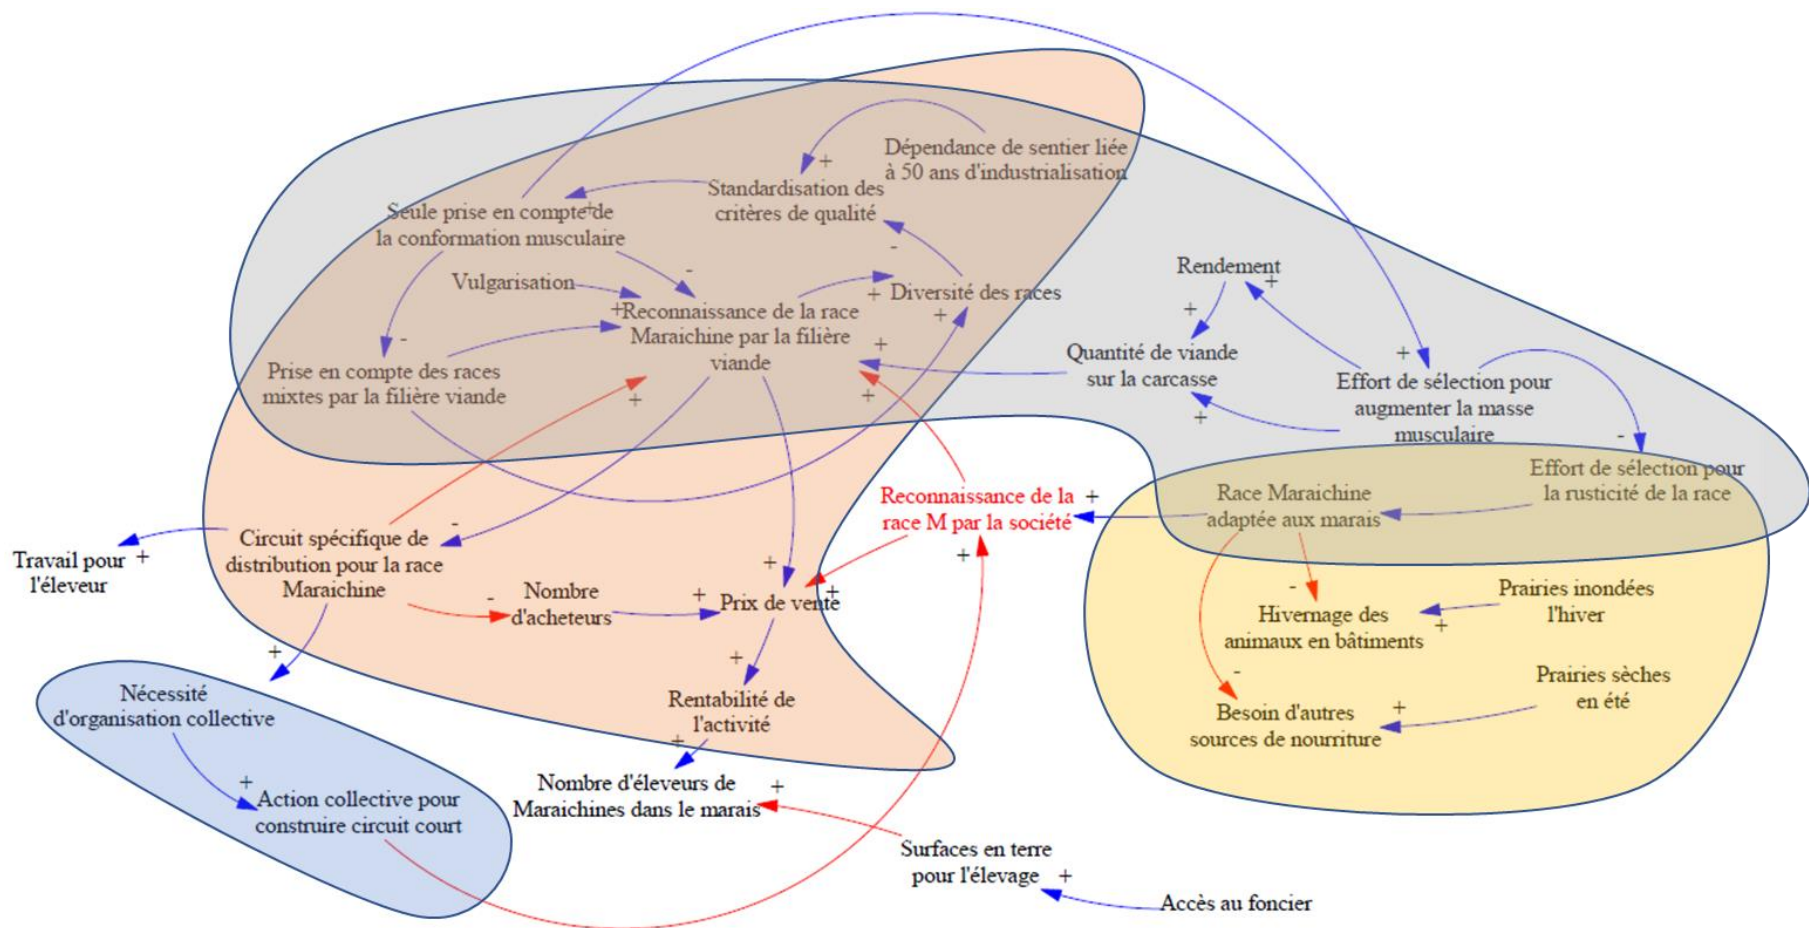 Dépendance de sentier liée
à 50 ans d'industrialisation
+
Standardisation des
critères de qualité
+
Seule prise en compte de
la conformation musculaire
-
-
Vulgarisation
+
Reconnaissance de la race
Maraichine par la filière
viande
+
Diversité des races
+
Rendement
+
+
-
Prise en compte des races
mixtes par la filière viande
+
+
+
Quantité de viande
sur la carcasse
+
+
Effort de sélection pour
augmenter la masse
musculaire
-
Effort de sélection pour
la rusticité de la race
Race Maraichine
adaptée aux marais
Reconnaissance de la
race M par la société
+
+
-
Circuit spécifique de
distribution pour la race
Maraichine
Travail pour
l'éleveur
+
-
Nombre
d'acheteurs
+
+
Prix de vente
+
-
Hivernage des
animaux en bâtiments
+
Prairies inondées
l'hiver
+
+
Nécessité
d'organisation collective
Rentabilité de
l'activité
-
Besoin d'autres
sources de nourriture
+
Prairies sèches
en été
+
+
Action collective pour
construire circuit court
Nombre d'éleveurs de
Maraichines dans le marais
+
Surfaces en terre
pour l'élevage
+
Accès au foncier